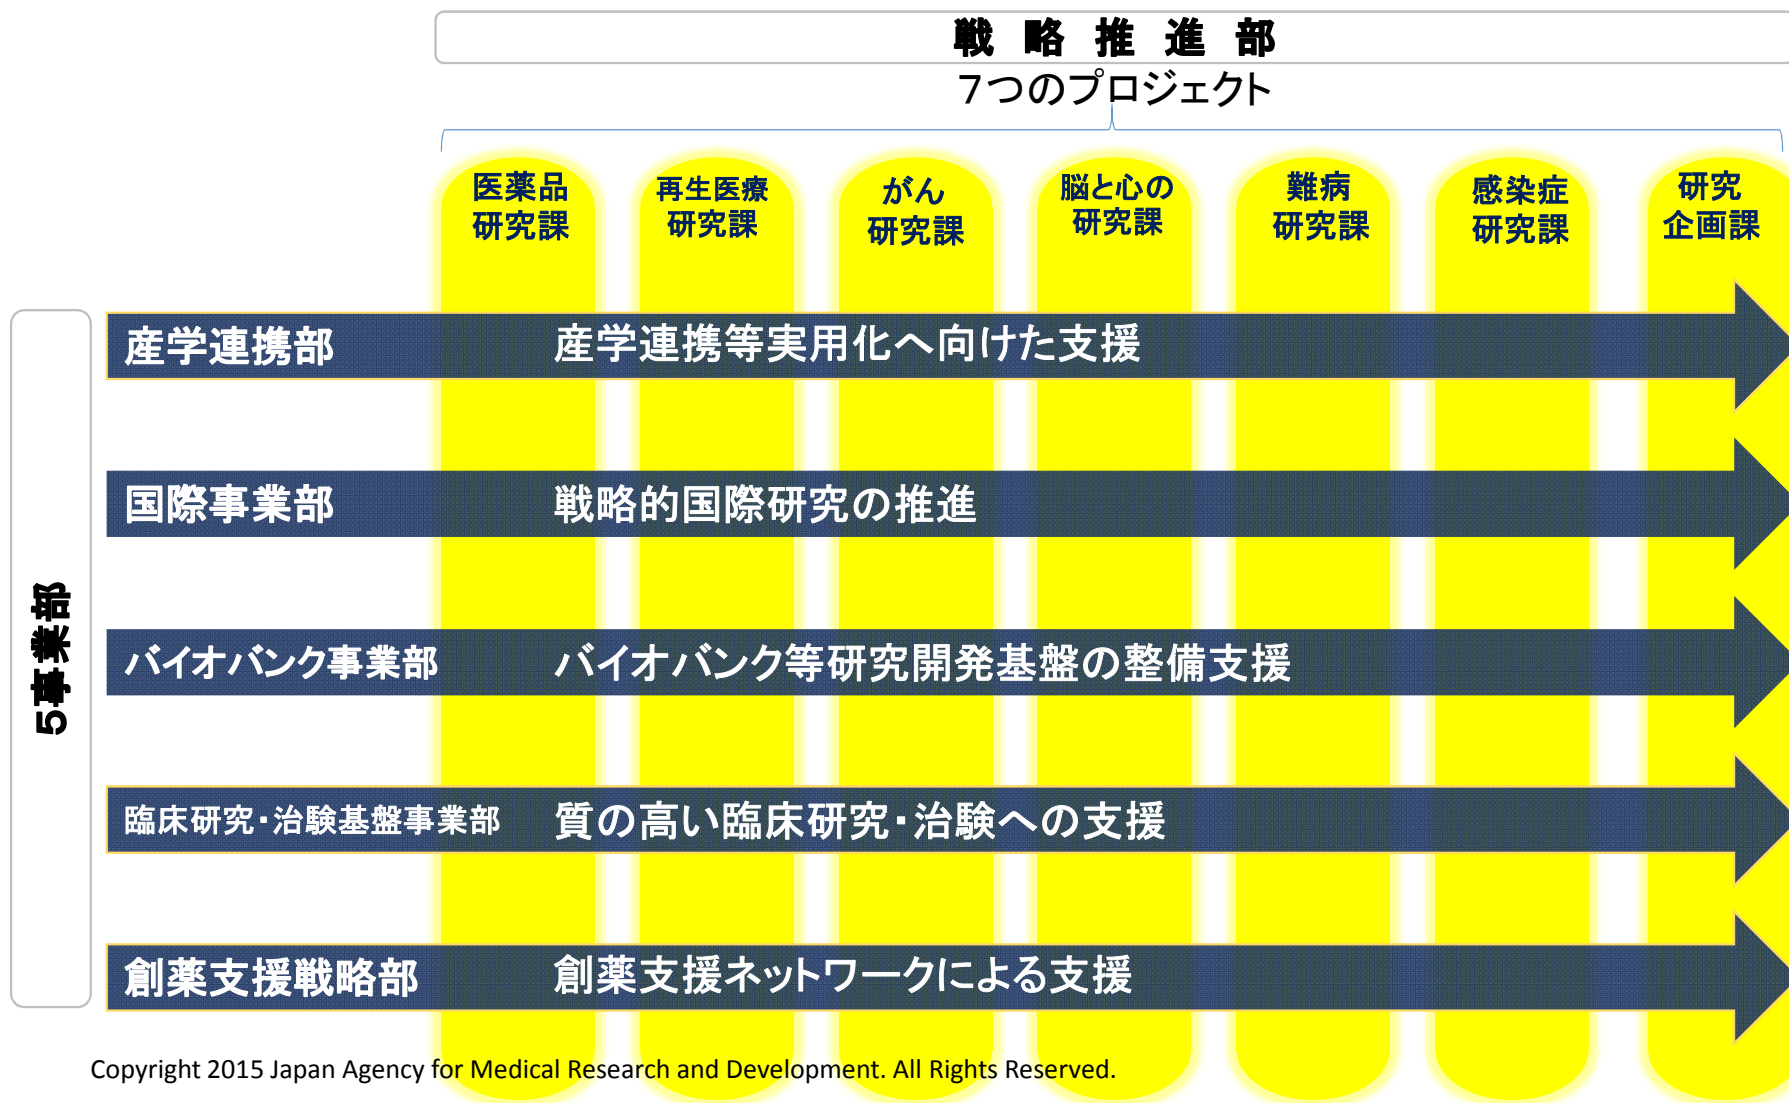 戦略推進部
７つのプロジェクト
医薬品
研究課
再生医療
研究課
がん
研究課
脳と心の
研究課
難病
研究課
感染症
研究課
研究
企画課
5事業部
産学連携部
産学連携等実用化へ向けた支援
国際事業部
戦略的国際研究の推進
バイオバンク事業部
バイオバンク等研究開発基盤の整備支援
臨床研究・治験基盤事業部
質の高い臨床研究・治験への支援
創薬支援戦略部
創薬支援ネットワークによる支援
Copyright 2015 Japan Agency for Medical Research and Development. All Rights Reserved.